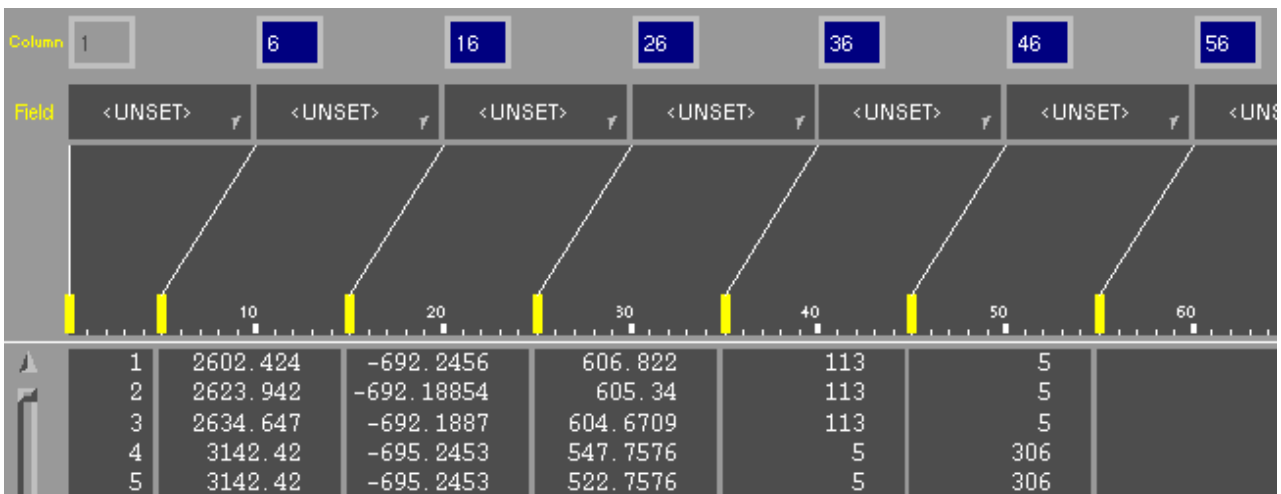 Column 1 6 16 26 36 46 56
Field <UNSET> <UNSET> <UNSET> <UNSET> <UNSET> <UNSET> <UNS
10 20 30 40 50 60
1 2602.424 -692.2456 606.822 113 5
2 2623.942 -692.18854 605.34 113 5
3 2634.647 -692.1887 604.6709 113 5
4 3142.42 -695.2453 547.7576 5 306
5 3142.42 -695.2453 522.7576 5 306